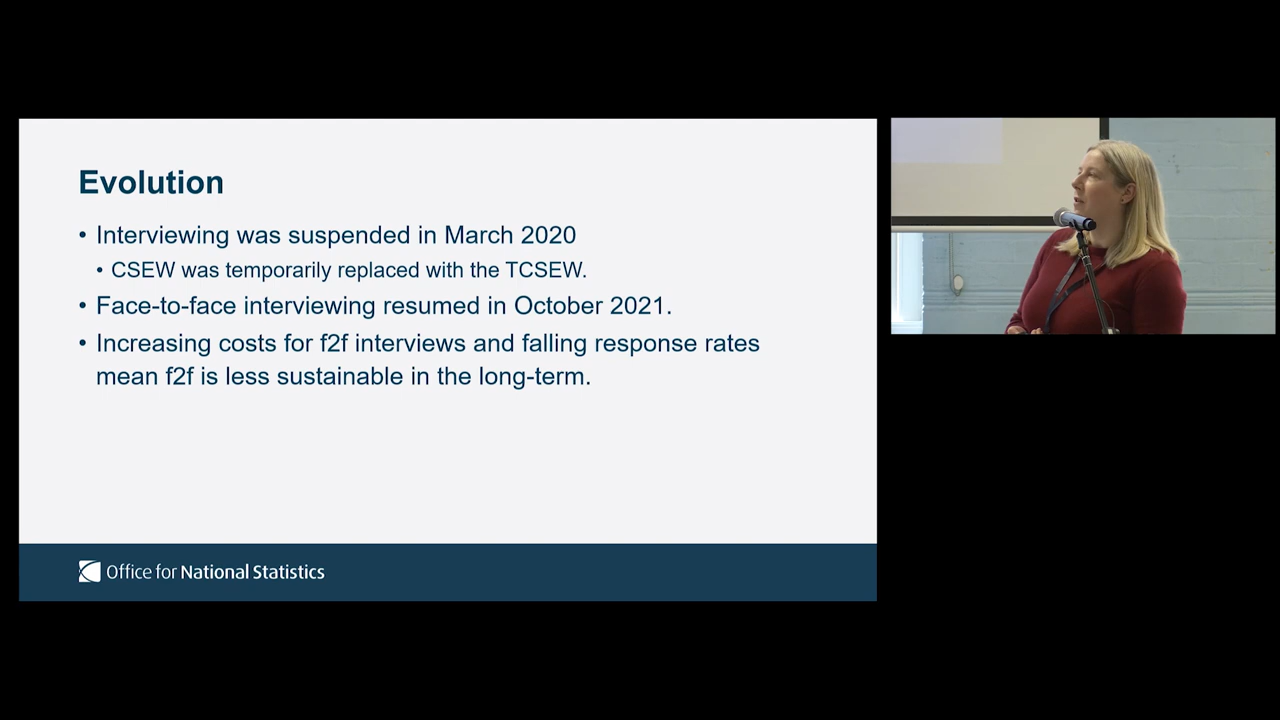 Evolution
• Interviewing was suspended in March 2020
• CSEW was temporarily replaced with the TCSEW.
• Face-to-face interviewing resumed in October 2021.
• Increasing costs for f2f interviews and falling response rates
mean f2f is less sustainable in the long-term.
Office for National Statistics